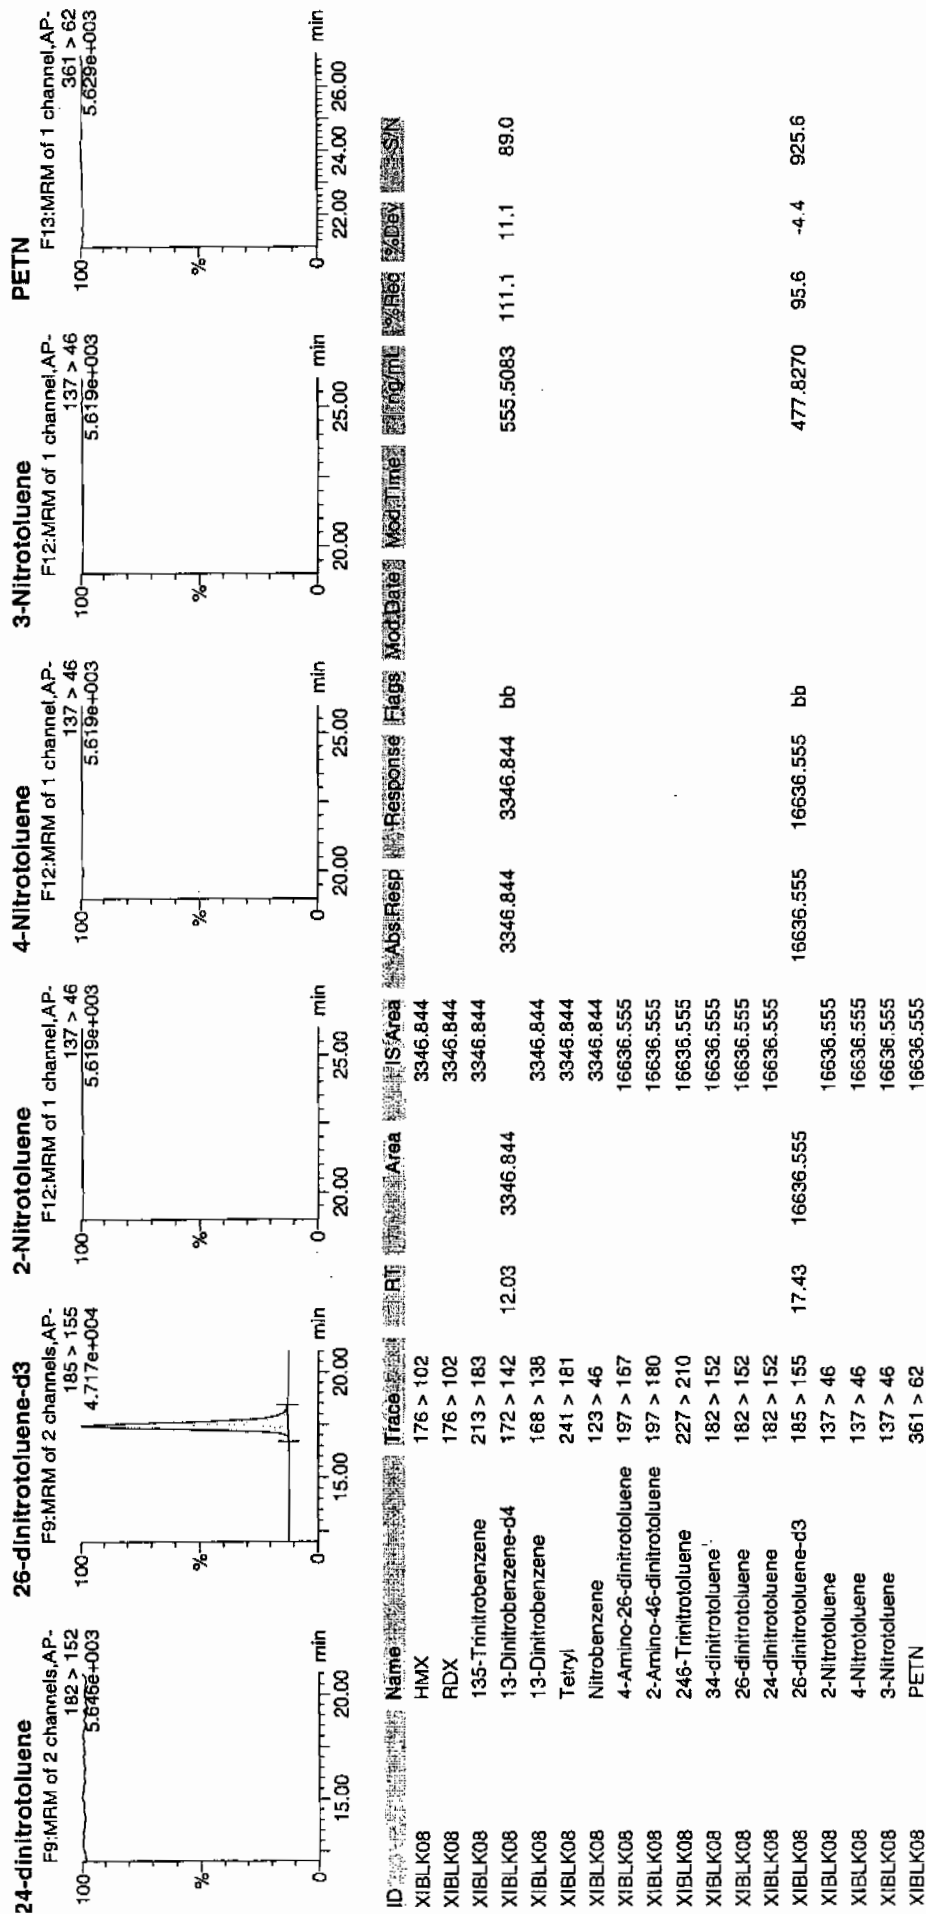 24-dinitrotoluene
F9:MRM of 2 channels,AP-
182 > 152
5.645e+003
100
%
0
15.00 20.00 min
26-dinitrotoluene-d3
F9:MRM of 2 channels,AP-
185 > 155
4.717e+004
100
%
0
15.00 20.00 min
2-Nitrotoluene
F12:MRM of 1 channel,AP-
137 > 46
5.619e+003
100
%
0
20.00 25.00 min
4-Nitrotoluene
F12:MRM of 1 channel,AP-
137 > 46
5.619e+003
100
%
0
20.00 25.00 min
3-Nitrotoluene
F12:MRM of 1 channel,AP-
137 > 46
5.619e+003
100
%
0
20.00 25.00 min
PETN
F13:MRM of 1 channel,AP-
361 > 62
5.629e+003
100
%
0
22.00 24.00 26.00 min
ID Name Trace RT Area IS Area Abs.Resp Response Flags Mod.Date Mod.Time ng/mL %Rec %Dev S/N
XIBLK08 HMX 176 > 102 3346.844
XIBLK08 RDX 176 > 102 3346.844
XIBLK08 135-Trinitrobenzene 213 > 183 3346.844
XIBLK08 13-Dinitrobenzene-d4 172 > 142 12.03 3346.844 3346.844 3346.844 bb 555.5083 111.1 11.1 89.0
XIBLK08 13-Dinitrobenzene 168 > 138 3346.844
XIBLK08 Tetryl 241 > 181 3346.844
XIBLK08 Nitrobenzene 123 > 46 3346.844
XIBLK08 4-Amino-26-dinitrotoluene 197 > 167 16636.555
XIBLK08 2-Amino-46-dinitrotoluene 197 > 180 16636.555
XIBLK08 246-Trinitrotoluene 227 > 210 16636.555
XIBLK08 34-dinitrotoluene 182 > 152 16636.555
XIBLK08 26-dinitrotoluene 182 > 152 16636.555
XIBLK08 24-dinitrotoluene 182 > 152 16636.555
XIBLK08 26-dinitrotoluene-d3 185 > 155 17.43 16636.555 16636.555 16636.555 bb 477.8270 95.6 -4.4 925.6
XIBLK08 2-Nitrotoluene 137 > 46 16636.555
XIBLK08 4-Nitrotoluene 137 > 46 16636.555
XIBLK08 3-Nitrotoluene 137 > 46 16636.555
XIBLK08 PETN 361 > 62 16636.555